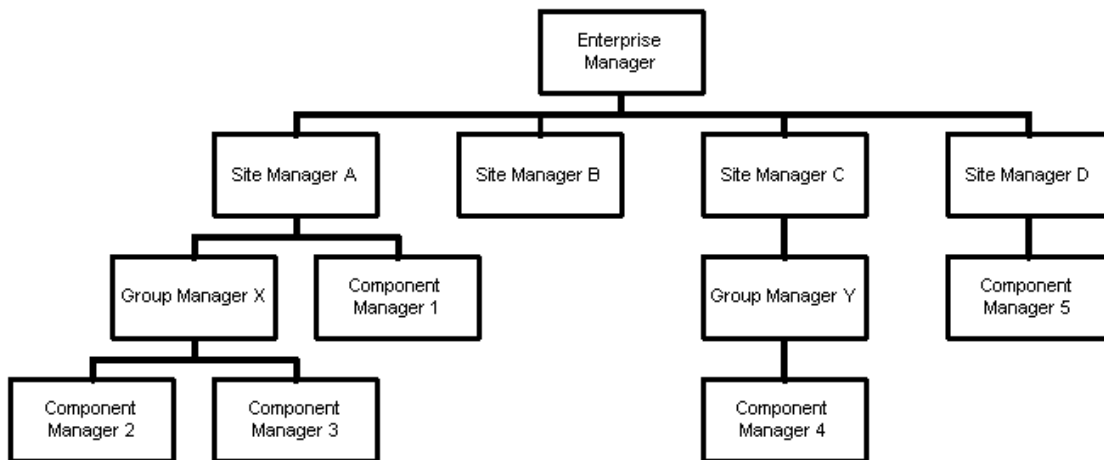 Enterprise
Manager
Site Manager A
Site Manager B
Site Manager C
Site Manager D
Group Manager X
Component
Manager 1
Group Manager Y
Component
Manager 5
Component
Manager 2
Component
Manager 3
Component
Manager 4